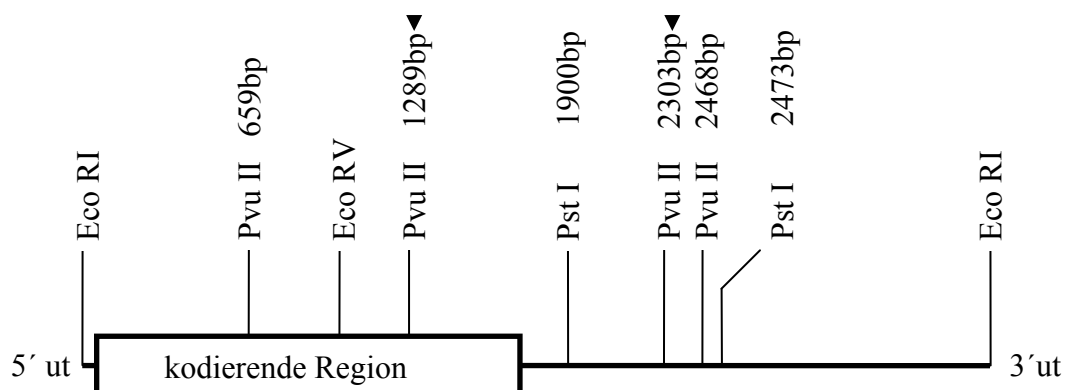 Eco RI
Pvu II 659bp
Eco RV
Pvu II 1289bp
Pst I 1900bp
Pvu II 2303bp
Pvu II 2468bp
Pst I 2473bp
Eco RI
5´ ut
kodierende Region
3´ut